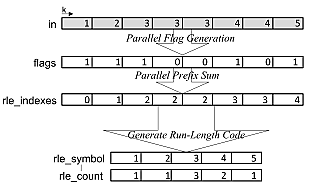 k
in 1 2 3 3 3 4 4 5
Parallel Flag Generation
flags 1 1 1 0 0 1 0 1
Parallel Prefix Sum
rle_indexes 0 1 2 2 2 3 3 4
Generate Run-Length Code
rle_symbol 1 2 3 4 5
rle_count 1 1 3 2 1